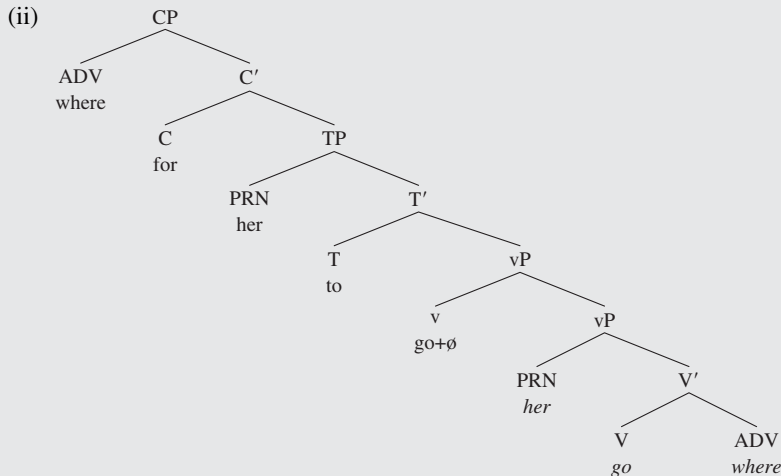 (ii) CP
ADV C′
where
C TP
for
PRN T′
her
T vP
to
v vP
go+ø
PRN V′
her
V ADV
go where